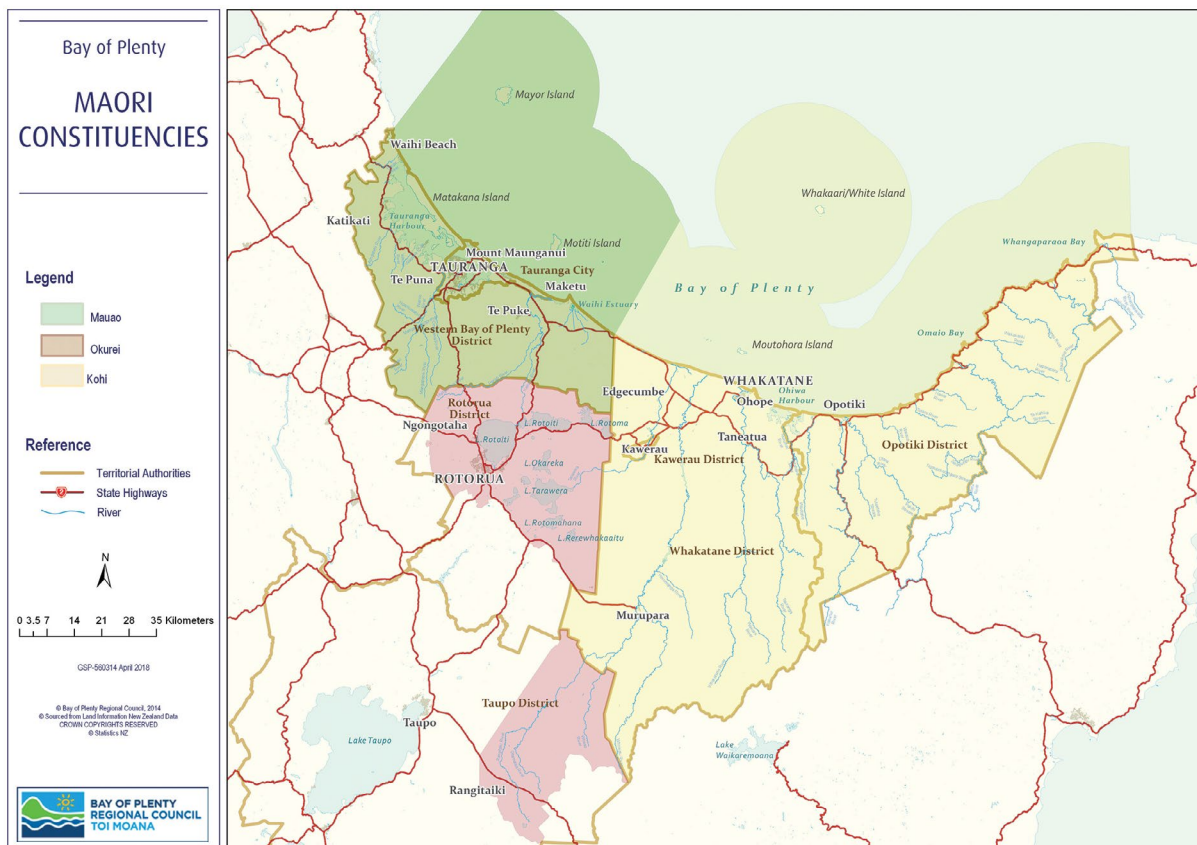 Bay of Plenty
MAORI
CONSTITUENCIES
Legend
Mauao
Okurei
Kohi
Reference
Territorial Authorities
2
State Highways
River
N
0 3.5 7 14 21 28 35 Kilometers
GSP-560314 April 2018
© Bay of Plenty Regional Council, 2014
© Sourced from Land Information New Zealand Data
CROWN COPYRIGHTS RESERVED
© Statistics NZ
BAY OF PLENTY
REGIONAL COUNCIL
TOI MOANA
Mayor Island
Waihi Beach
Matakana Island
Whakaari/White Island
Katikati
Tauranga
Harbour
Motiti Island
Whangaparaoa Bay
Mount Maunganui
TAURANGA
Tauranga City
Te Puna
Maketu
Bay of Plenty
Te Puke
Waihi Estuary
Western Bay of Plenty
District
Omaio Bay
Moutohora Island
WHAKATANE
Edgecumbe
Ohope
Ohiwa
Harbour
Opotiki
Rotorua
District
Ngongotaha
L.Rotoiti
L.Rotoma
L.Rotoiti
Taneatua
Opotiki District
Kawerau
Kawerau District
L.Okareka
ROTORUA
L.Tarawera
L.Rotomahana
L.Rerewhakaaitu
Whakatane District
Murupara
Taupo District
Taupo
Lake Taupo
Lake
Waikaremoana
Rangitaiki